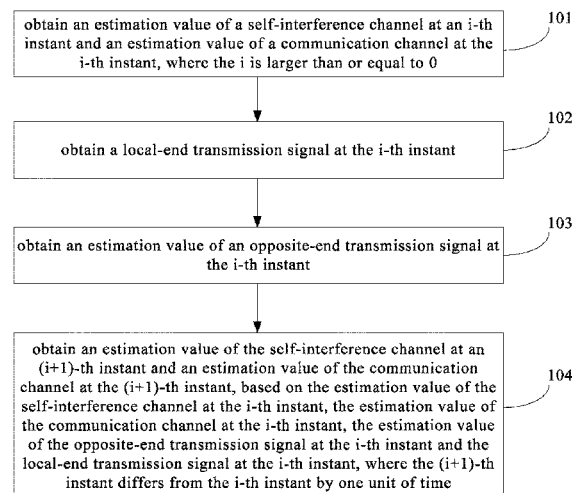 obtain an estimation value of a self-interference channel at an i-th
instant and an estimation value of a communication channel at the
i-th instant, where the i is larger than or equal to 0
101
obtain a local-end transmission signal at the i-th instant
102
obtain an estimation value of an opposite-end transmission signal at
the i-th instant
103
obtain an estimation value of the self-interference channel at an
(i+1)-th instant and an estimation value of the communication
channel at the (i+1)-th instant, based on the estimation value of the
self-interference channel at the i-th instant, the estimation value of
the communication channel at the i-th instant, the estimation value
of the opposite-end transmission signal at the i-th instant and the
local-end transmission signal at the i-th instant, where the (i+1)-th
instant differs from the i-th instant by one unit of time
104